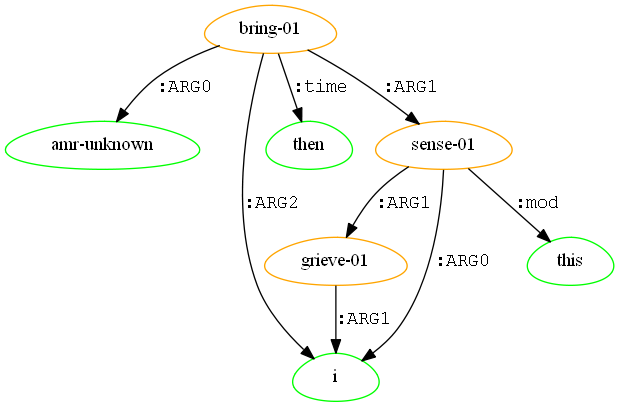 bring-01
:ARG0
:time
:ARG1
amr-unknown
then
sense-01
:ARG2
:ARG1
:mod
grieve-01
:ARG0
this
:ARG1
i